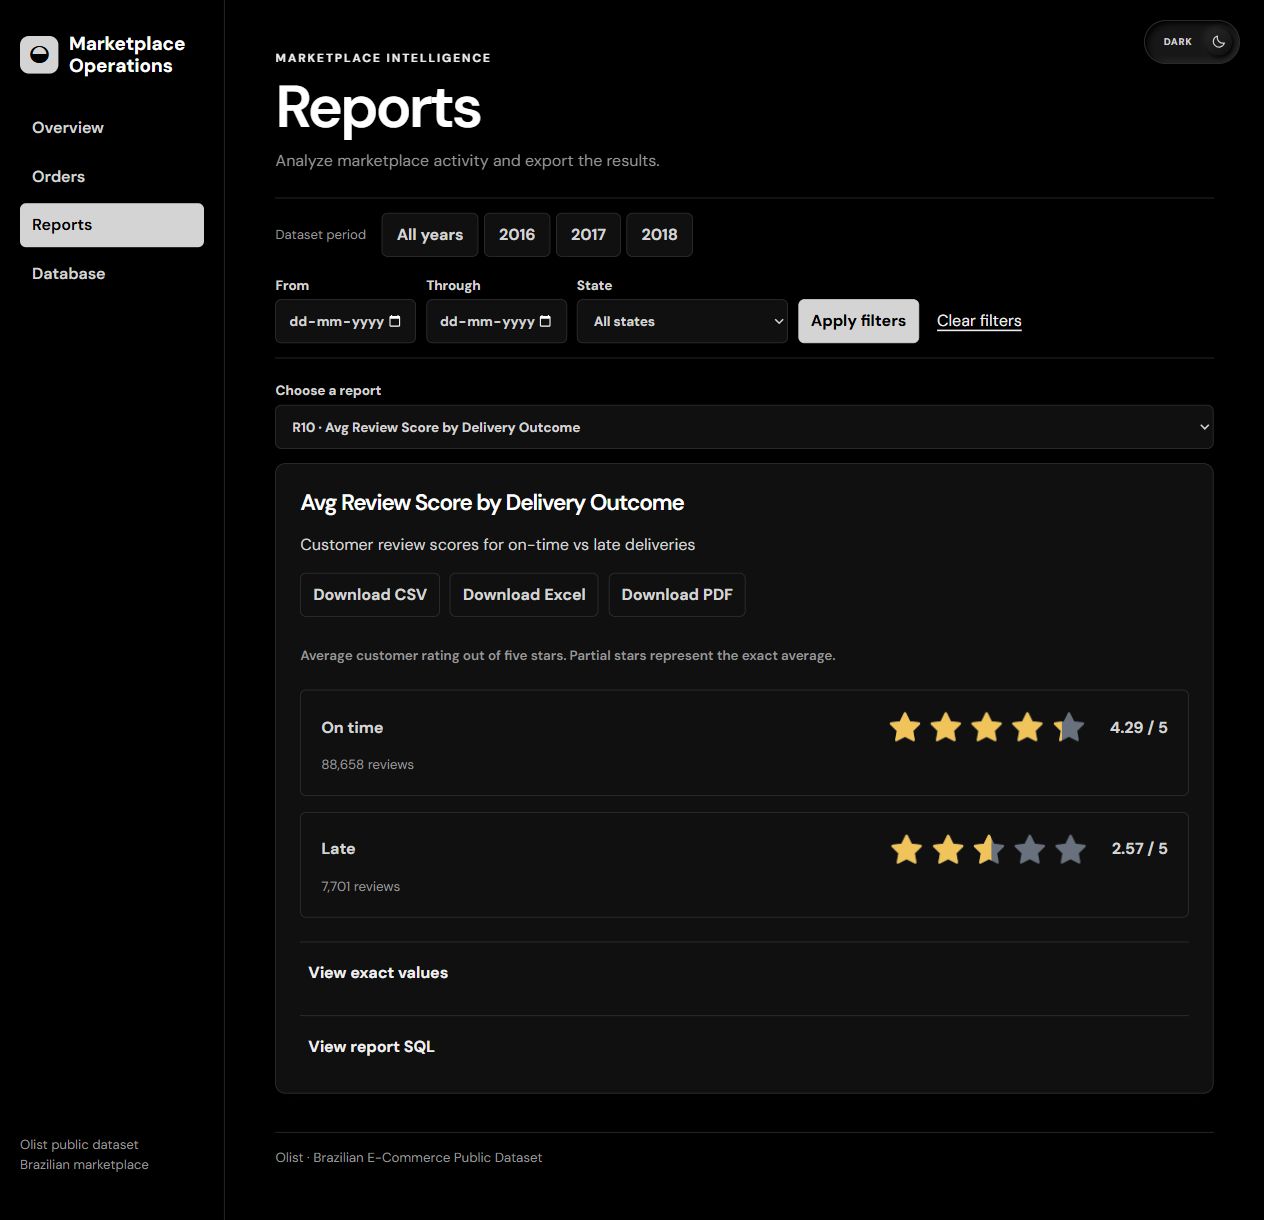 Marketplace
Operations
Overview
Orders
Reports
Database
Olist public dataset
Brazilian marketplace
DARK
MARKETPLACE INTELLIGENCE
Reports
Analyze marketplace activity and export the results.
Dataset period All years 2016 2017 2018
From Through State
dd-mm-yyyy dd-mm-yyyy All states Apply filters Clear filters
Choose a report
R10 · Avg Review Score by Delivery Outcome
Avg Review Score by Delivery Outcome
Customer review scores for on-time vs late deliveries
Download CSV Download Excel Download PDF
Average customer rating out of five stars. Partial stars represent the exact average.
On time 4.29 / 5
88,658 reviews
Late 2.57 / 5
7,701 reviews
View exact values
View report SQL
Olist · Brazilian E-Commerce Public Dataset